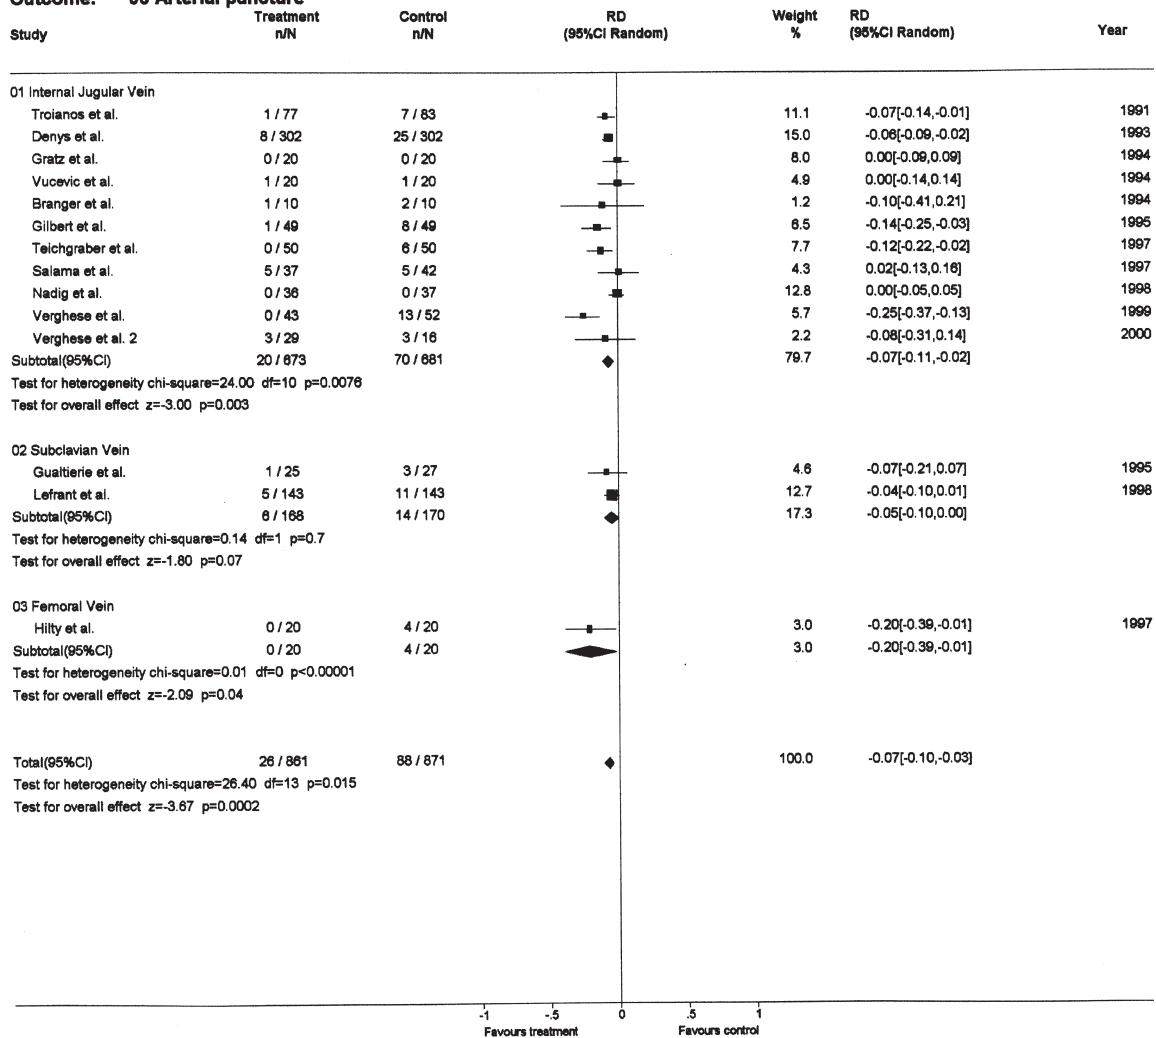 Outcome: 06 Arterial puncture
Treatment Control RD Weight RD
Study n/N n/N (95%CI Random) % (95%CI Random) Year
01 Internal Jugular Vein
Troianos et al. 1 / 77 7 / 83 11.1 -0.07[-0.14,-0.01] 1991
Denys et al. 8 / 302 25 / 302 15.0 -0.06[-0.09,-0.02] 1993
Gratz et al. 0 / 20 0 / 20 8.0 0.00[-0.09,0.09] 1994
Vucevic et al. 1 / 20 1 / 20 4.9 0.00[-0.14,0.14] 1994
Branger et al. 1 / 10 2 / 10 1.2 -0.10[-0.41,0.21] 1994
Gilbert et al. 1 / 49 8 / 49 6.5 -0.14[-0.25,-0.03] 1995
Teichgraber et al. 0 / 50 6 / 50 7.7 -0.12[-0.22,-0.02] 1997
Salama et al. 5 / 37 5 / 42 4.3 0.02[-0.13,0.16] 1997
Nadig et al. 0 / 36 0 / 37 12.8 0.00[-0.05,0.05] 1998
Verghese et al. 0 / 43 13 / 52 5.7 -0.25[-0.37,-0.13] 1999
Verghese et al. 2 3 / 29 3 / 16 2.2 -0.08[-0.31,0.14] 2000
Subtotal(95%CI) 20 / 673 70 / 681 79.7 -0.07[-0.11,-0.02]
Test for heterogeneity chi-square=24.00 df=10 p=0.0076
Test for overall effect z=-3.00 p=0.003
02 Subclavian Vein
Gualtierie et al. 1 / 25 3 / 27 4.6 -0.07[-0.21,0.07] 1995
Lefrant et al. 5 / 143 11 / 143 12.7 -0.04[-0.10,0.01] 1998
Subtotal(95%CI) 6 / 168 14 / 170 17.3 -0.05[-0.10,0.00]
Test for heterogeneity chi-square=0.14 df=1 p=0.7
Test for overall effect z=-1.80 p=0.07
03 Femoral Vein
Hilty et al. 0 / 20 4 / 20 3.0 -0.20[-0.39,-0.01] 1997
Subtotal(95%CI) 0 / 20 4 / 20 3.0 -0.20[-0.39,-0.01]
Test for heterogeneity chi-square=0.01 df=0 p<0.00001
Test for overall effect z=-2.09 p=0.04
Total(95%CI) 26 / 861 88 / 871 100.0 -0.07[-0.10,-0.03]
Test for heterogeneity chi-square=26.40 df=13 p=0.015
Test for overall effect z=-3.67 p=0.0002
-1 -.5 0 .5 1
Favours treatment Favours control